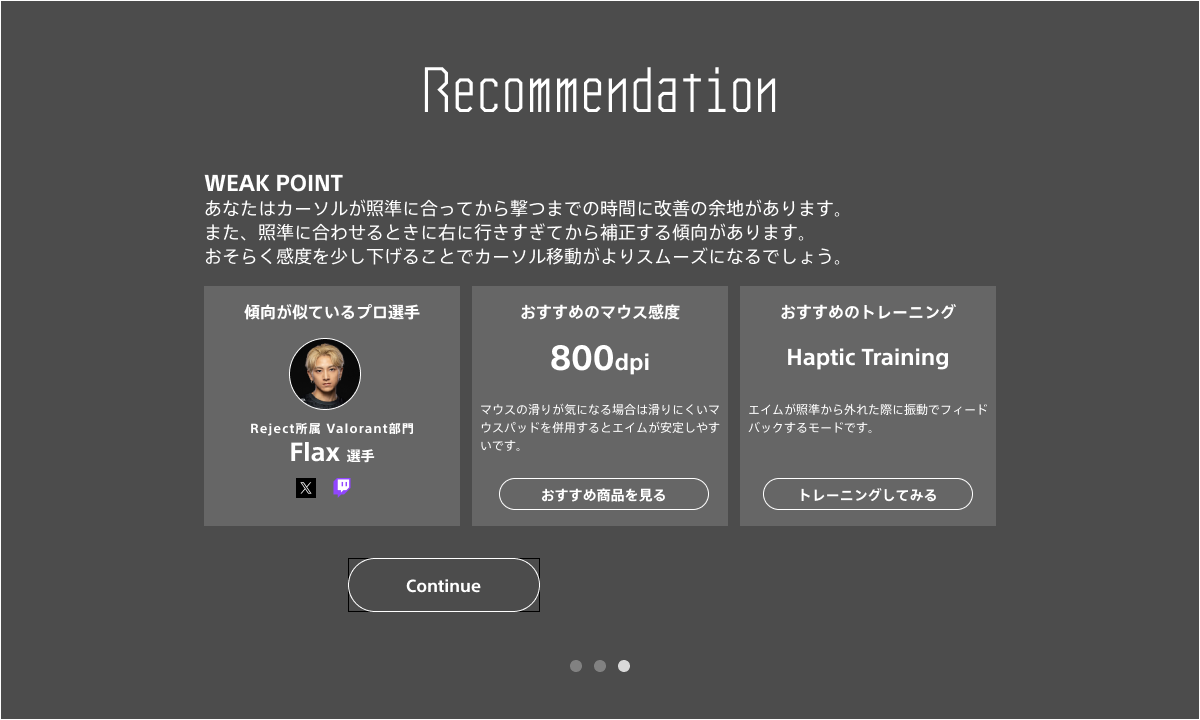 Recommendation
WEAK POINT
あなたはカーソルが照準に合ってから撃つまでの時間に改善の余地があります。
また、照準に合わせるときに右に行きすぎてから補正する傾向があります。
おそらく感度を少し下げることでカーソル移動がよりスムーズになるでしょう。
傾向が似ているプロ選手
Reject所属 Valorant部門
Flax 選手
おすすめのマウス感度
800dpi
マウスの滑りが気になる場合は滑りにくいマ
ウスパッドを併用するとエイムが安定しやす
いです。
おすすめ商品を見る
おすすめのトレーニング
Haptic Training
エイムが照準から外れた際に振動でフィード
バックするモードです。
トレーニングしてみる
Continue